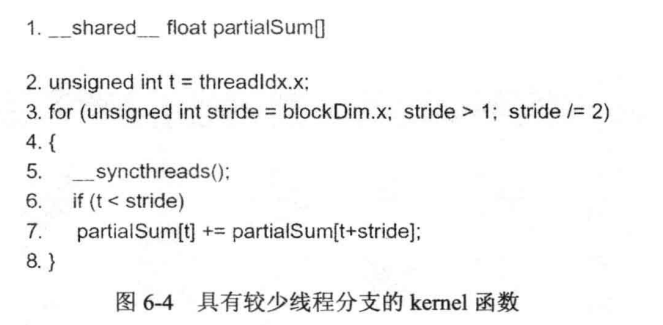 1. __shared__ float partialSum[]
2. unsigned int t = threadIdx.x;
3. for (unsigned int stride = blockDim.x; stride > 1; stride /= 2)
4. {
5. __syncthreads();
6. if (t < stride)
7. partialSum[t] += partialSum[t+stride];
8. }
图 6-4 具有较少线程分支的 kernel 函数